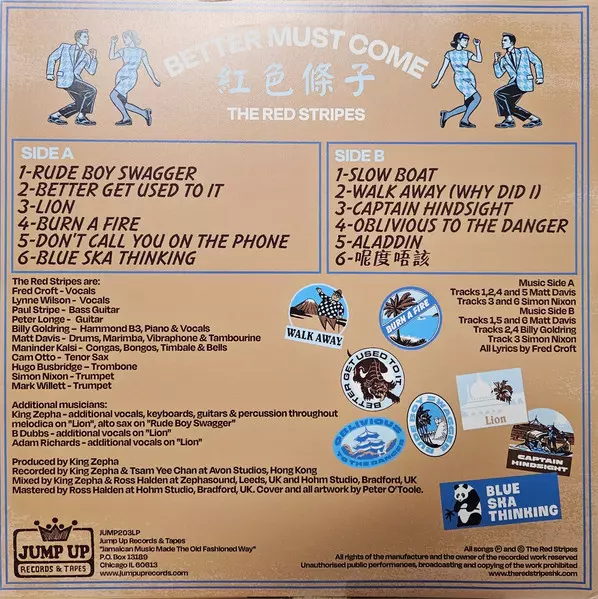 BETTER MUST COME
紅色條子
THE RED STRIPES
SIDE A
1-RUDE BOY SWAGGER
2-BETTER GET USED TO IT
3-LION
4-BURN A FIRE
5-DON'T CALL YOU ON THE PHONE
6-BLUE SKA THINKING
SIDE B
1-SLOW BOAT
2-WALK AWAY (WHY DID I)
3-CAPTAIN HINDSIGHT
4-OBLIVIOUS TO THE DANGER
5-ALADDIN
6-呢度唔該
The Red Stripes are:
Fred Croft - Vocals
Lynne Wilson - Vocals
Paul Stripe - Bass Guitar
Peter Longe - Guitar
Billy Goldring - Hammond B3, Piano & Vocals
Matt Davis - Drums, Marimba, Vibraphone & Tambourine
Maninder Kalsi - Congas, Bongos, Timbale & Bells
Cam Otto - Tenor Sax
Hugo Busbridge - Trombone
Simon Nixon - Trumpet
Mark Willett - Trumpet
Music Side A
Tracks 1,2,4 and 5 Matt Davis
Tracks 3 and 6 Simon Nixon
Music Side B
Tracks 1,5 and 6 Matt Davis
Tracks 2,4 Billy Goldring
Track 3 Simon Nixon
All Lyrics by Fred Croft
WALK AWAY
BURN A FIRE
BETTER GET USED TO IT
RUDE BOY SWAGGER
Lion
OBLIVIOUS
TO THE DANGER
CAPTAIN
HINDSIGHT
BLUE
SKA
THINKING
Additional musicians:
King Zepha - additional vocals, keyboards, guitars & percussion throughout
melodica on "Lion", alto sax on "Rude Boy Swagger"
B Dubbs - additional vocals on "Lion"
Adam Richards - additional vocals on "Lion"
Produced by King Zepha
Recorded by King Zepha & Tsam Yee Chan at Avon Studios, Hong Kong
Mixed by King Zepha & Ross Halden at Zephasound, Leeds, UK and Hohm Studio, Bradford, UK
Mastered by Ross Halden at Hohm Studio, Bradford, UK. Cover and all artwork by Peter O'Toole.
JUMP UP
RECORDS & TAPES
JUMP203LP
Jump Up Records & Tapes
"Jamaican Music Made The Old Fashioned Way"
P.O. Box 13189
Chicago IL 60613
www.jumpuprecords.com
All songs ℗ and © The Red Stripes
All rights of the manufacture and the owner of the recorded work reserved
Unauthorised public performances, broadcasting and copying of the work prohibited
www.theredstripeshk.com